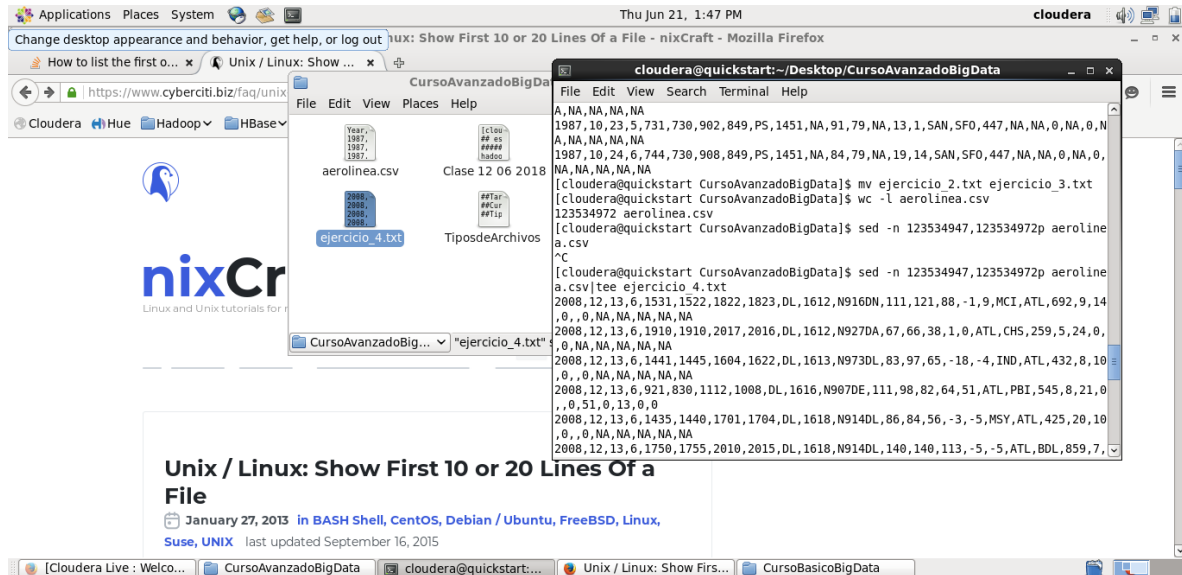 Applications Places System Thu Jun 21, 1:47 PM cloudera
Change desktop appearance and behavior, get help, or log out
ux: Show First 10 or 20 Lines Of a File - nixCraft - Mozilla Firefox
How to list the first o... × Unix / Linux: Show ... ×
https://www.cyberciti.biz/faq/unix
Cloudera Hue Hadoop HBase
nixCr
Linux and Unix tutorials for
Unix / Linux: Show First 10 or 20 Lines Of a
File
January 27, 2013 in BASH Shell, CentOS, Debian / Ubuntu, FreeBSD, Linux,
Suse, UNIX last updated September 16, 2015
CursoAvanzadoBigDa
File Edit View Places Help
Year,
1987,
1987,
1987.
aerolinea.csv
[clou
## es
#####
hadoo
Clase 12 06 2018
2008,
2008,
2008,
2008.
ejercicio_4.txt
##Tar
##Cur
##Tip
TiposdeArchivos
CursoAvanzadoBig... "ejercicio_4.txt" s
cloudera@quickstart:~/Desktop/CursoAvanzadoBigData
File Edit View Search Terminal Help
A,NA,NA,NA,NA
1987,10,23,5,731,730,902,849,PS,1451,NA,91,79,NA,13,1,SAN,SFO,447,NA,NA,0,NA,0,N
A,NA,NA,NA,NA
1987,10,24,6,744,730,908,849,PS,1451,NA,84,79,NA,19,14,SAN,SFO,447,NA,NA,0,NA,0,
NA,NA,NA,NA,NA
[cloudera@quickstart CursoAvanzadoBigData]$ mv ejercicio_2.txt ejercicio_3.txt
[cloudera@quickstart CursoAvanzadoBigData]$ wc -l aerolinea.csv
123534972 aerolinea.csv
[cloudera@quickstart CursoAvanzadoBigData]$ sed -n 123534947,123534972p aeroline
a.csv
^C
[cloudera@quickstart CursoAvanzadoBigData]$ sed -n 123534947,123534972p aeroline
a.csv|tee ejercicio_4.txt
2008,12,13,6,1531,1522,1822,1823,DL,1612,N916DN,111,121,88,-1,9,MCI,ATL,692,9,14
,0,,0,NA,NA,NA,NA,NA
2008,12,13,6,1910,1910,2017,2016,DL,1612,N927DA,67,66,38,1,0,ATL,CHS,259,5,24,0,
,0,NA,NA,NA,NA,NA
2008,12,13,6,1441,1445,1604,1622,DL,1613,N973DL,83,97,65,-18,-4,IND,ATL,432,8,10
,0,,0,NA,NA,NA,NA,NA
2008,12,13,6,921,830,1112,1008,DL,1616,N907DE,111,98,82,64,51,ATL,PBI,545,8,21,0
,,0,51,0,13,0,0
2008,12,13,6,1435,1440,1701,1704,DL,1618,N914DL,86,84,56,-3,-5,MSY,ATL,425,20,10
,0,,0,NA,NA,NA,NA,NA
2008,12,13,6,1750,1755,2010,2015,DL,1618,N914DL,140,140,113,-5,-5,ATL,BDL,859,7,
[Cloudera Live : Welco... CursoAvanzadoBigData cloudera@quickstart:... Unix / Linux: Show Firs... CursoBasicoBigData